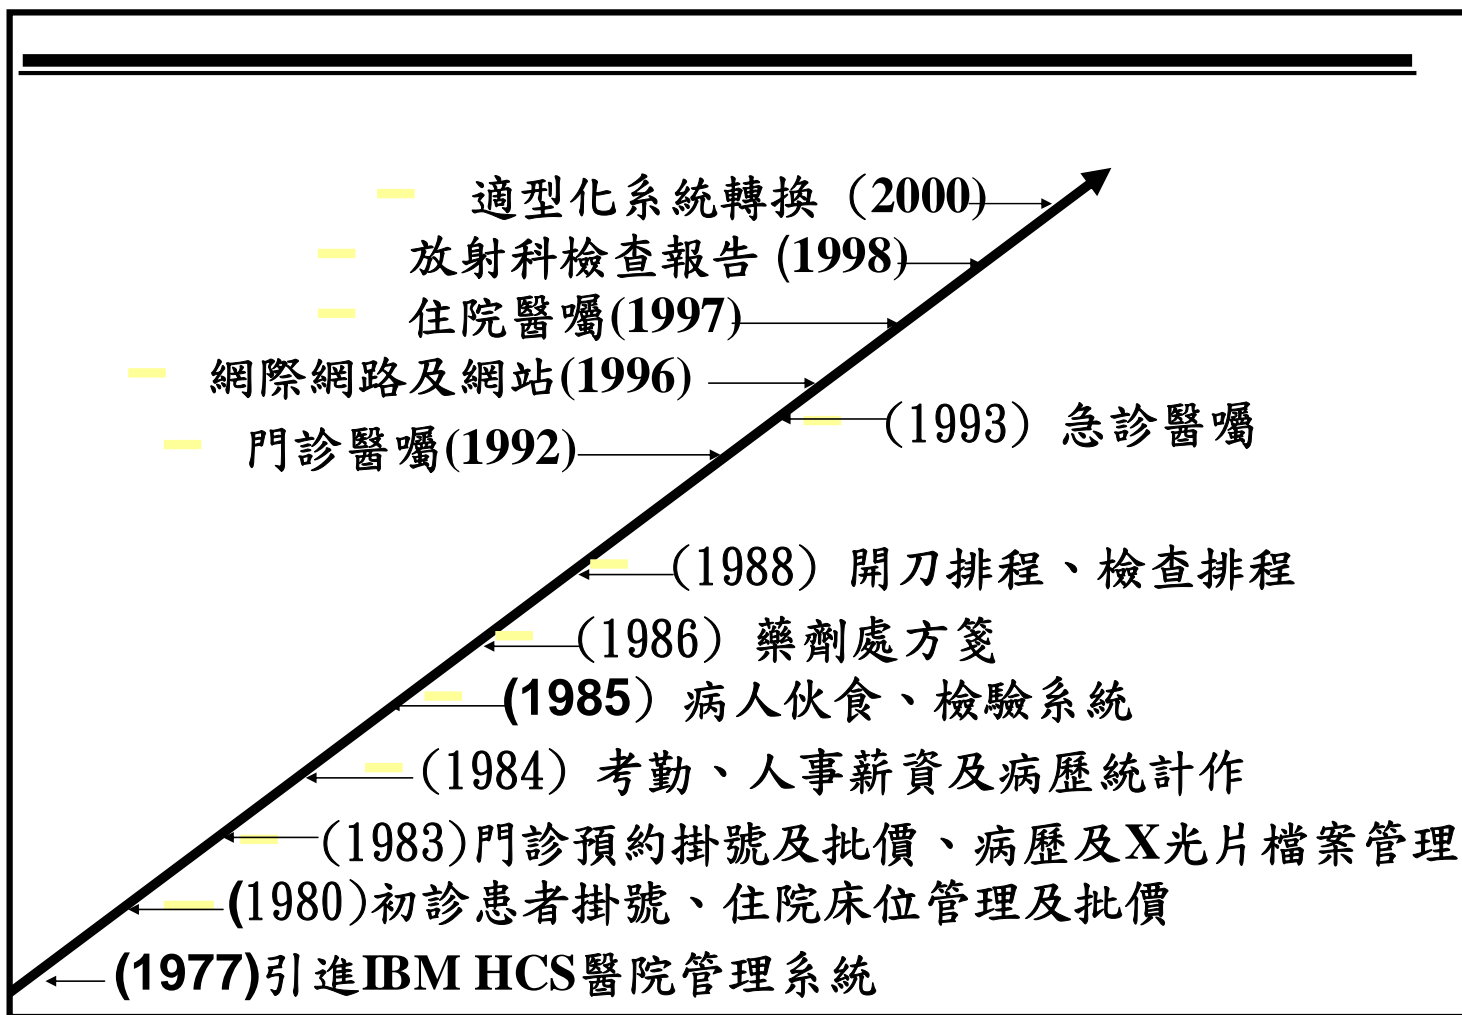 適型化系統轉換（2000)
放射科檢查報告 (1998)
住院醫囑(1997)
網際網路及網站(1996)
（1993）急診醫囑
門診醫囑(1992)
（1988）開刀排程、檢查排程
（1986）藥劑處方箋
(1985）病人伙食、檢驗系統
（1984）考勤、人事薪資及病歷統計作
（1983)門診預約掛號及批價、病歷及X光片檔案管理
(1980)初診患者掛號、住院床位管理及批價
(1977)引進IBM HCS醫院管理系統